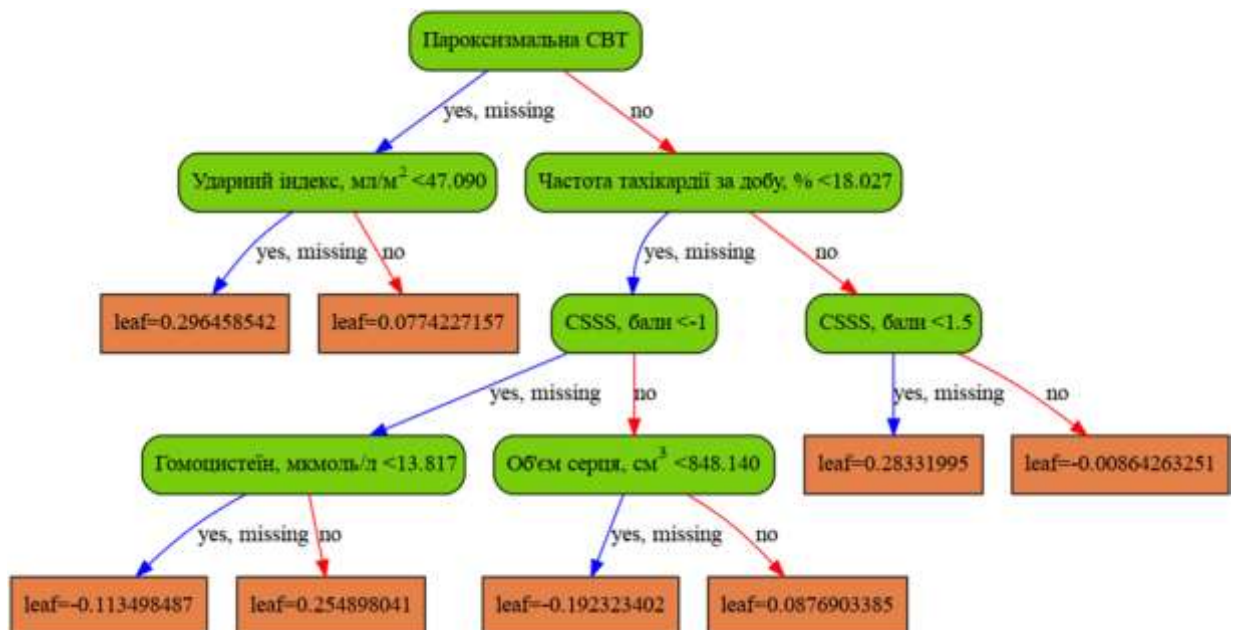 Пароксизмальна СВТ
yes, missing
no
Ударний індекс, мл/м² <47.090
Частота тахікардії за добу, % <18.027
yes, missing
no
yes, missing
no
leaf=0.296458542
leaf=0.0774227157
CSSS, бали <-1
CSSS, бали <1.5
yes, missing
no
yes, missing
no
Гомоцистеїн, мкмоль/л <13.817
Об'єм серця, см³ <848.140
leaf=0.28331995
leaf=-0.00864263251
yes, missing
no
yes, missing
no
leaf=-0.113498487
leaf=0.254898041
leaf=-0.192323402
leaf=0.0876903385